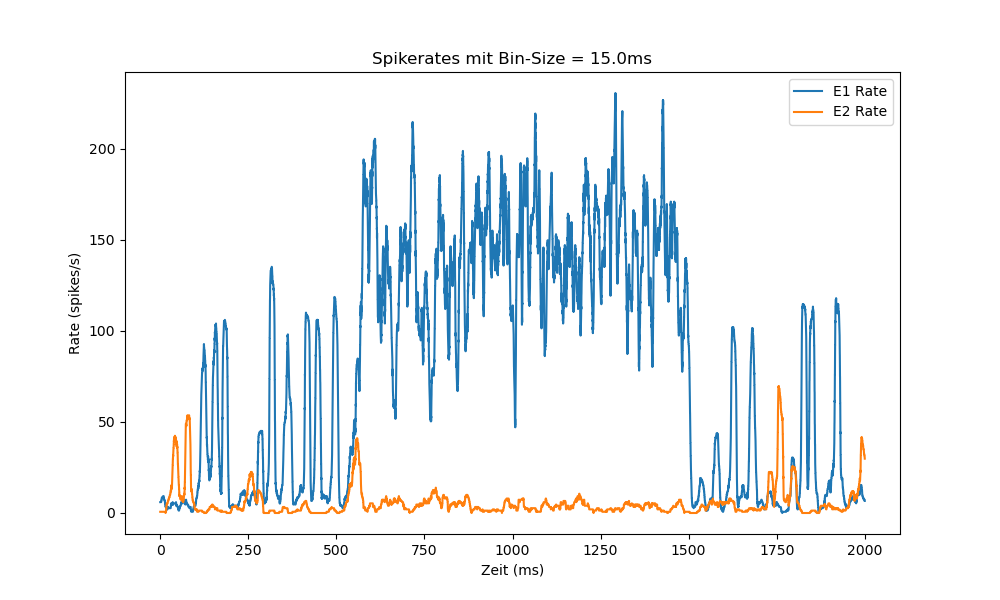 Spikerates mit Bin-Size = 15.0ms
E1 Rate
E2 Rate
Rate (spikes/s)
200
150
100
50
0
0 250 500 750 1000 1250 1500 1750 2000
Zeit (ms)